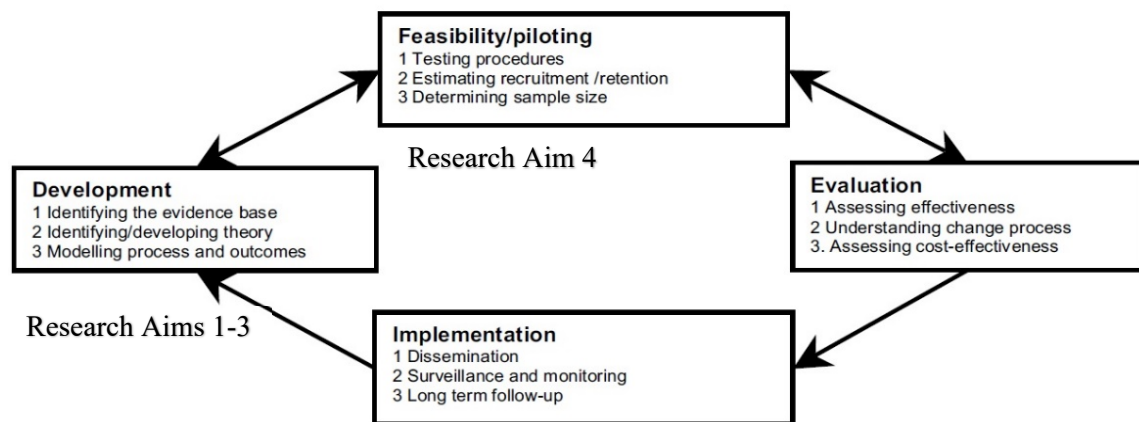 Feasibility/piloting
1 Testing procedures
2 Estimating recruitment /retention
3 Determining sample size
Research Aim 4
Development
1 Identifying the evidence base
2 Identifying/developing theory
3 Modelling process and outcomes
Evaluation
1 Assessing effectiveness
2 Understanding change process
3. Assessing cost-effectiveness
Research Aims 1-3
Implementation
1 Dissemination
2 Surveillance and monitoring
3 Long term follow-up